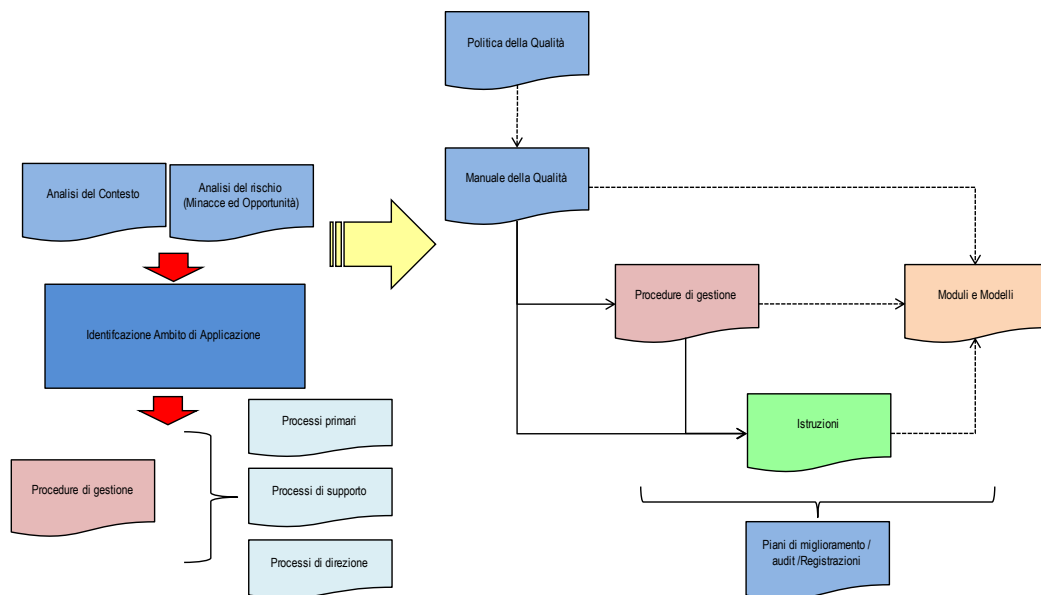 Politica della Qualità
Analisi del Contesto
Analisi del rischio
(Minacce ed Opportunità)
Manuale della Qualità
Identifcazione Ambito di Applicazione
Procedure di gestione
Moduli e Modelli
Processi primari
Istruzioni
Procedure di gestione
Processi di supporto
Processi di direzione
Piani di miglioramento /
audit /Registrazioni